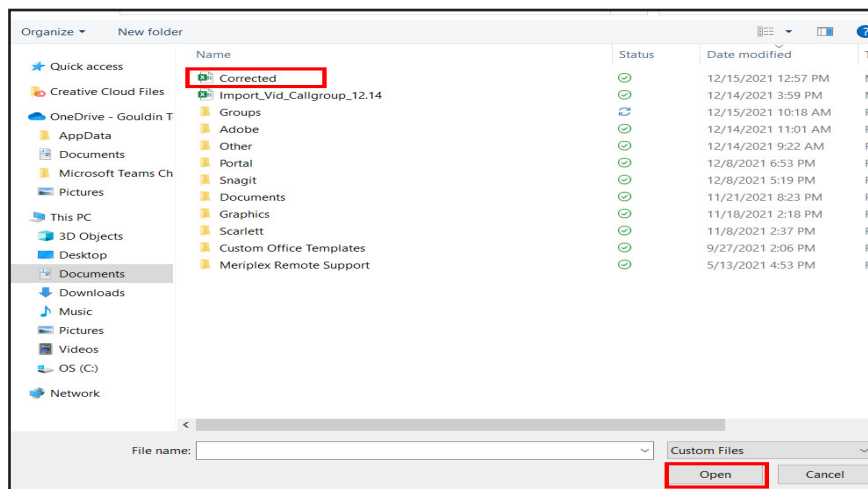 Organize New folder ?
Name Status Date modified
Quick access
Creative Cloud Files
OneDrive - Gouldin T
AppData
Documents
Microsoft Teams Ch
Pictures
This PC
3D Objects
Desktop
Documents
Downloads
Music
Pictures
Videos
OS (C:)
Network
Corrected 12/15/2021 12:57 PM
Import_Vid_Callgroup_12.14 12/14/2021 3:59 PM
Groups 12/15/2021 10:18 AM
Adobe 12/14/2021 11:01 AM
Other 12/14/2021 9:22 AM
Portal 12/8/2021 6:53 PM
Snagit 12/8/2021 5:19 PM
Documents 11/21/2021 8:23 PM
Graphics 11/18/2021 2:18 PM
Scarlett 11/8/2021 2:37 PM
Custom Office Templates 9/27/2021 2:06 PM
Meriplex Remote Support 5/13/2021 4:53 PM
File name: Custom Files
Open Cancel